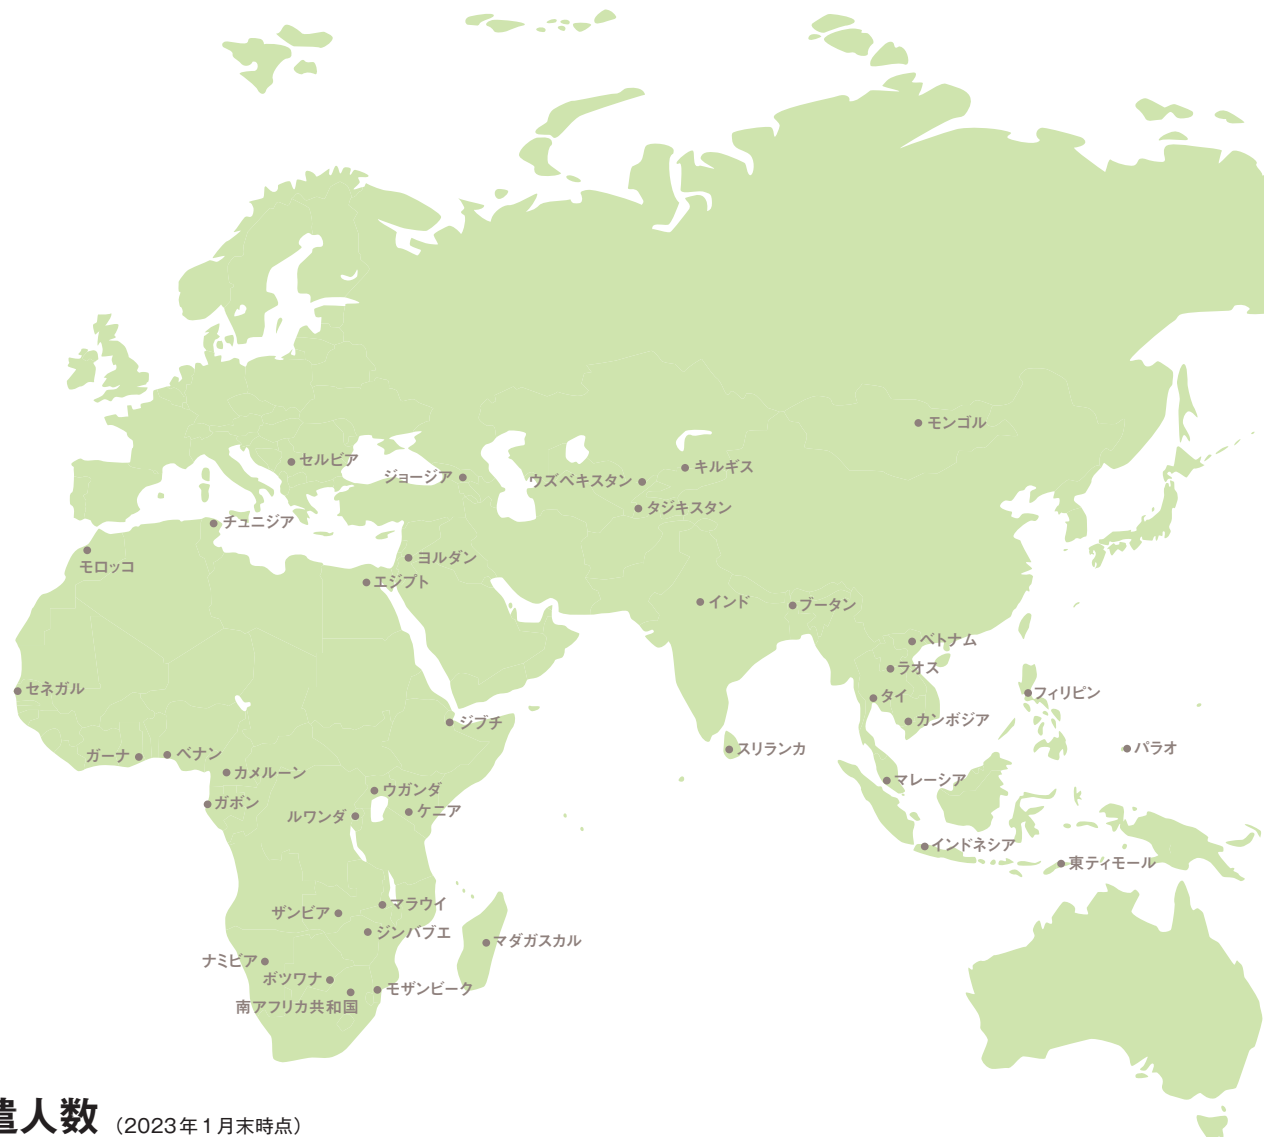 モンゴル
セルビア
ジョージア
キルギス
ウズベキスタン
タジキスタン
チュニジア
モロッコ
ヨルダン
エジプト
インド
ブータン
ベトナム
ラオス
セネガル
タイ
フィリピン
ジブチ
カンボジア
スリランカ
パラオ
ガーナ
ベナン
カメルーン
マレーシア
ウガンダ
ガボン
ケニア
ルワンダ
インドネシア
東ティモール
マラウイ
ザンビア
ジンバブエ
マダガスカル
ナミビア
ボツワナ
モザンビーク
南アフリカ共和国
遣人数 （2023年1月末時点）